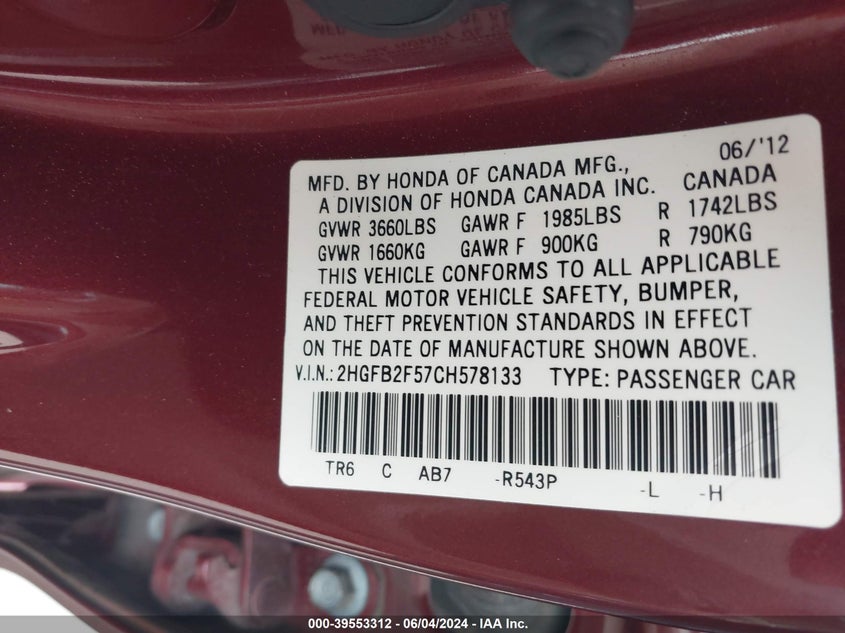 06/'12
MFD. BY HONDA OF CANADA MFG.,
A DIVISION OF HONDA CANADA INC. CANADA
GVWR 3660LBS GAWR F 1985LBS R 1742LBS
GVWR 1660KG GAWR F 900KG R 790KG
THIS VEHICLE CONFORMS TO ALL APPLICABLE
FEDERAL MOTOR VEHICLE SAFETY, BUMPER,
AND THEFT PREVENTION STANDARDS IN EFFECT
ON THE DATE OF MANUFACTURE SHOWN ABOVE.
V.I.N.: 2HGFB2F57CH578133 TYPE: PASSENGER CAR
TR6 C AB7 -R543P -L -H
000-39553312 - 06/04/2024 - IAA Inc.